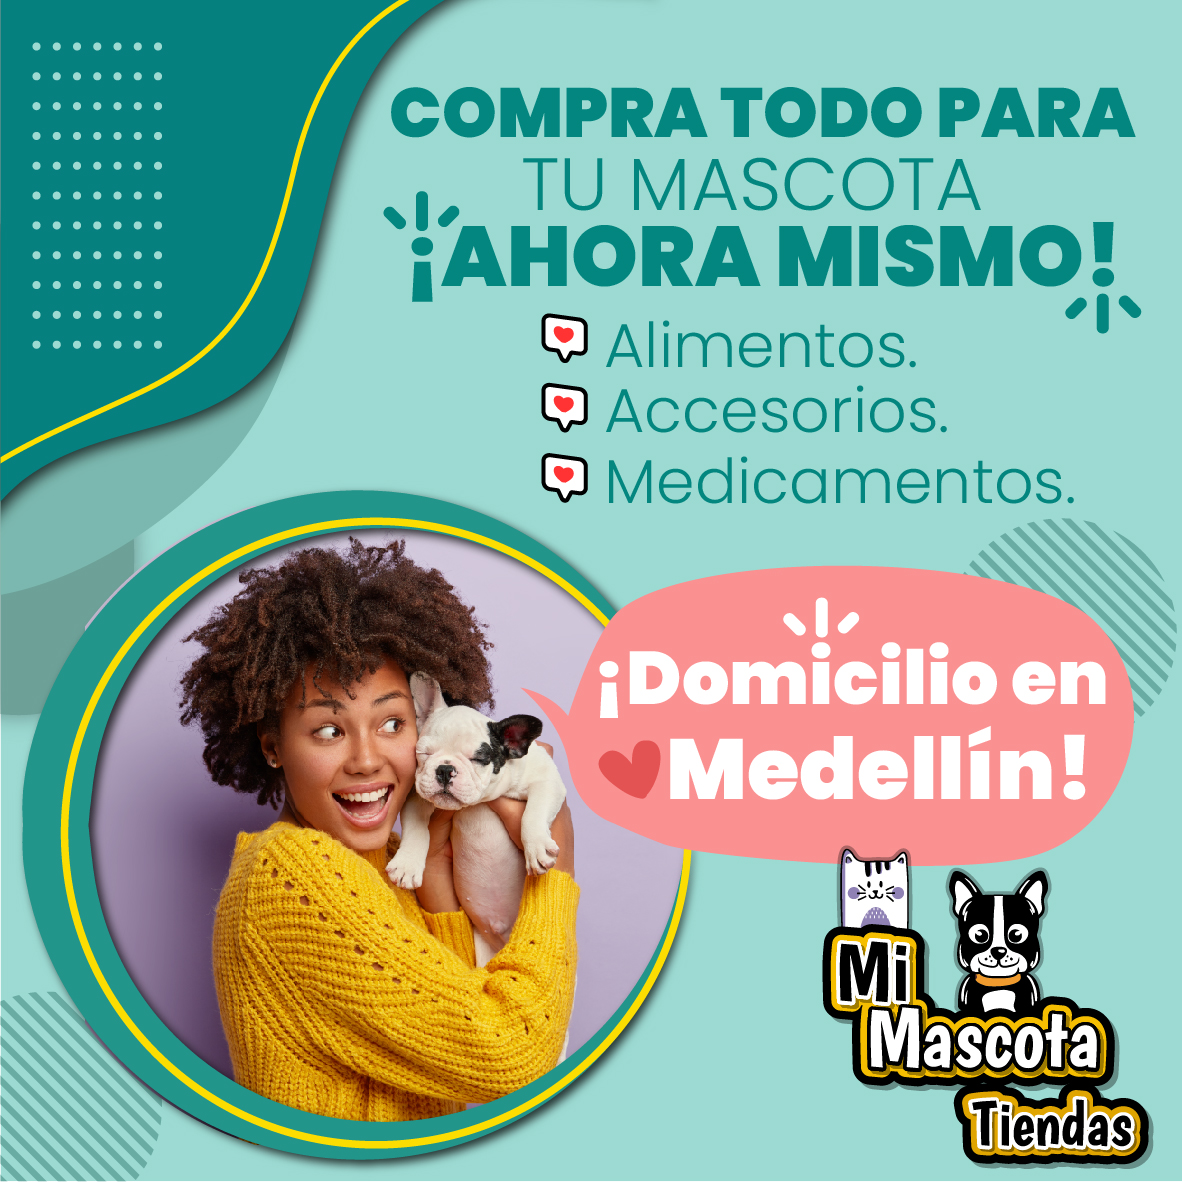 COMPRA TODO PARA
TU MASCOTA
¡AHORA MISMO!
Alimentos.
Accesorios.
Medicamentos.
¡Domicilio en
Medellín!
Mi
Mascota
Tiendas